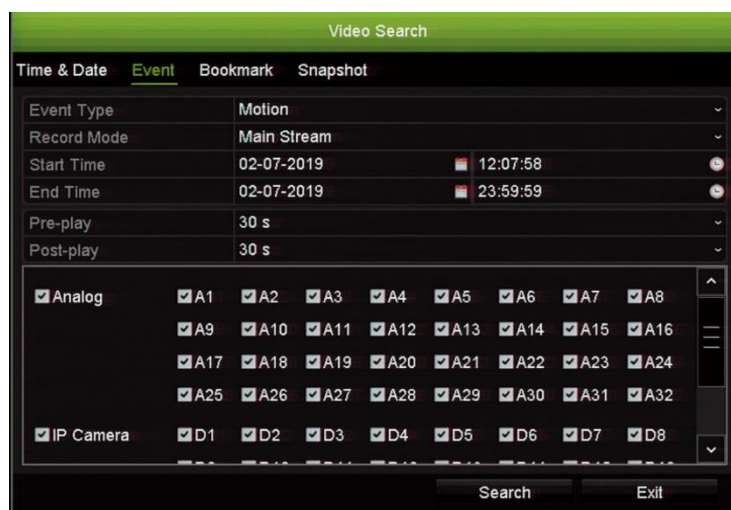 Video Search
Time & Date Event Bookmark Snapshot
Event Type Motion
Record Mode Main Stream
Start Time 02-07-2019 12:07:58
End Time 02-07-2019 23:59:59
Pre-play 30 s
Post-play 30 s
Analog A1 A2 A3 A4 A5 A6 A7 A8
A9 A10 A11 A12 A13 A14 A15 A16
A17 A18 A19 A20 A21 A22 A23 A24
A25 A26 A27 A28 A29 A30 A31 A32
IP Camera D1 D2 D3 D4 D5 D6 D7 D8
Search Exit